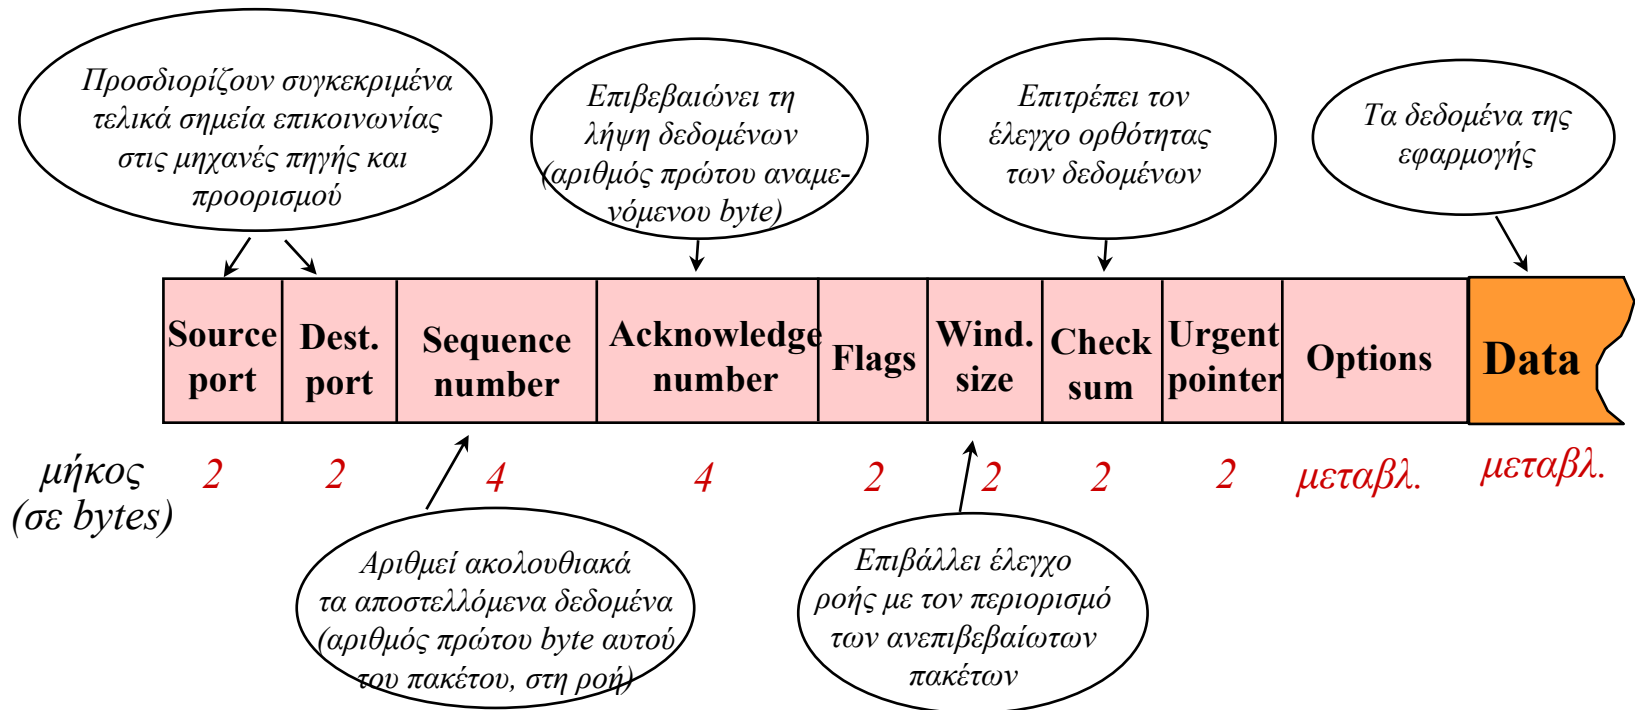 Προσδιορίζουν συγκεκριμένα
τελικά σημεία επικοινωνίας
στις μηχανές πηγής και
προορισμού
Επιβεβαιώνει τη
λήψη δεδομένων
(αριθμός πρώτου αναμε-
νόμενου byte)
Επιτρέπει τον
έλεγχο ορθότητας
των δεδομένων
Τα δεδομένα της
εφαρμογής
Source
port
Dest.
port
Sequence
number
Acknowledge
number
Flags
Wind.
size
Check
sum
Urgent
pointer
Options
Data
μήκος
(σε bytes)
2
2
4
4
2
2
2
2
μεταβλ.
μεταβλ.
Αριθμεί ακολουθιακά
τα αποστελλόμενα δεδομένα
(αριθμός πρώτου byte αυτού
του πακέτου, στη ροή)
Επιβάλλει έλεγχο
ροής με τον περιορισμό
των ανεπιβεβαίωτων
πακέτων